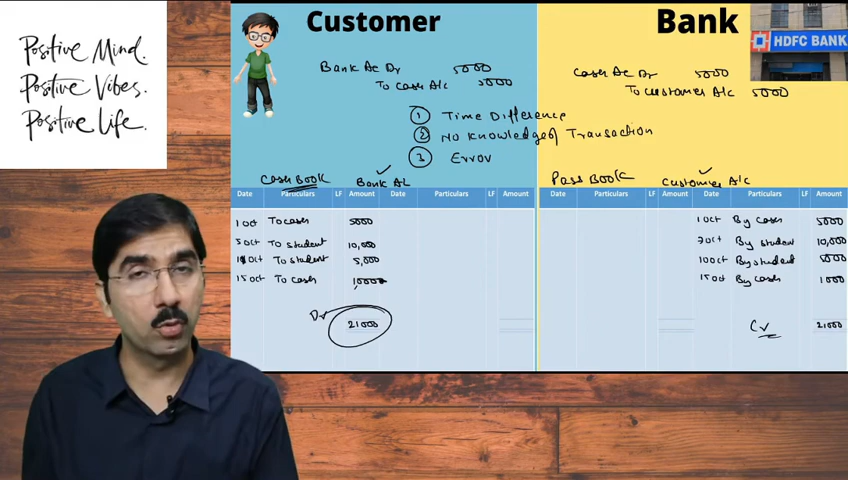 Positive Mind.
Positive Vibes.
Positive Life.
Customer
Bank Ac Dr 5000
To Cash A/c 5000
Bank
HDFC BANK
Cash Ac Dr 5000
To Customer A/c 5000
1 Time Difference
2 No Knowledge of Transaction
3 Error
Cash Book Bank Ac
Date Particulars LF Amount Date Particulars LF Amount
1 Oct To Cash 5000
5 Oct To Student 10,000
10 Oct To Student 5,000
15 Oct To Cash
Dr 21000
Pass Book Customer A/c
Date Particulars LF Amount Date Particulars LF Amount
1 Oct By Cash 5000
7 Oct By Student 10,000
10 Oct By Student 5000
15 Oct By Cash 1000
Cr 21000